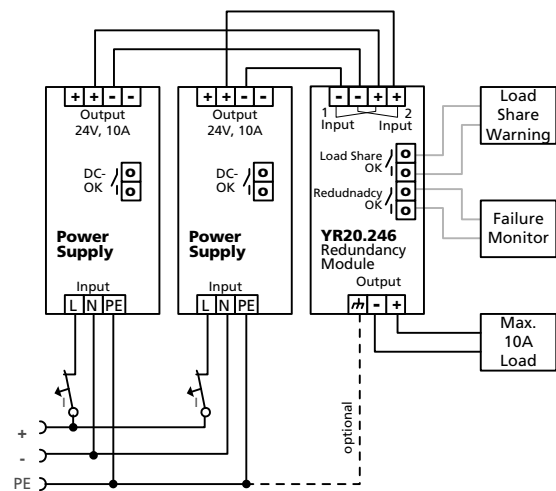 + + - -
Output
24V, 10A
DC-
OK
Power
Supply
Input
L N PE
+ + - -
Output
24V, 10A
DC-
OK
Power
Supply
Input
L N PE
- - + +
1 2
Input Input
Load Share
OK
Redudnadcy
OK
YR20.246
Redundancy
Module
Output
- +
Load
Share
Warning
Failure
Monitor
Max.
10A
Load
I
I
optional
+
-
PE